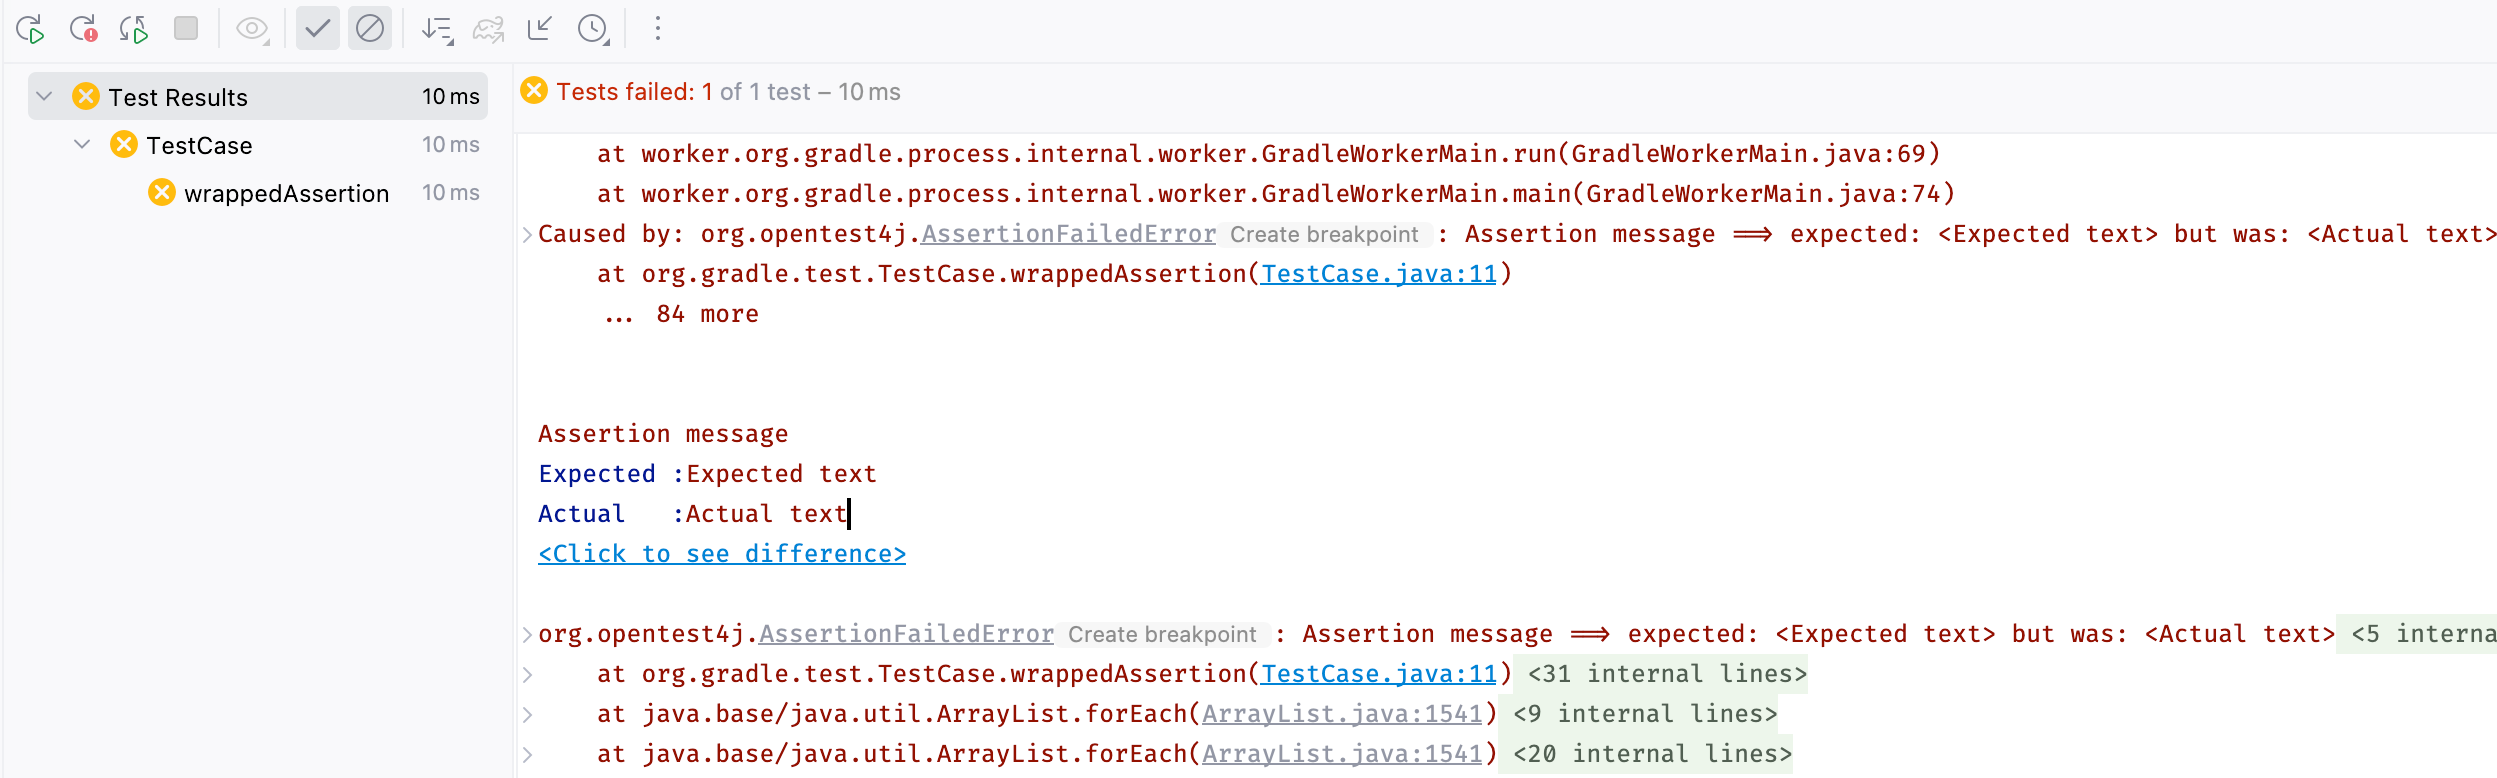 Test Results 10 ms
TestCase 10 ms
wrappedAssertion 10 ms
Tests failed: 1 of 1 test – 10 ms
at worker.org.gradle.process.internal.worker.GradleWorkerMain.run(GradleWorkerMain.java:69)
at worker.org.gradle.process.internal.worker.GradleWorkerMain.main(GradleWorkerMain.java:74)
Caused by: org.opentest4j.AssertionFailedError Create breakpoint : Assertion message ==> expected: <Expected text> but was: <Actual text>
at org.gradle.test.TestCase.wrappedAssertion(TestCase.java:11)
... 84 more
Assertion message
Expected :Expected text
Actual   :Actual text
<Click to see difference>
org.opentest4j.AssertionFailedError Create breakpoint : Assertion message ==> expected: <Expected text> but was: <Actual text> <5 interna
at org.gradle.test.TestCase.wrappedAssertion(TestCase.java:11) <31 internal lines>
at java.base/java.util.ArrayList.forEach(ArrayList.java:1541) <9 internal lines>
at java.base/java.util.ArrayList.forEach(ArrayList.java:1541) <20 internal lines>